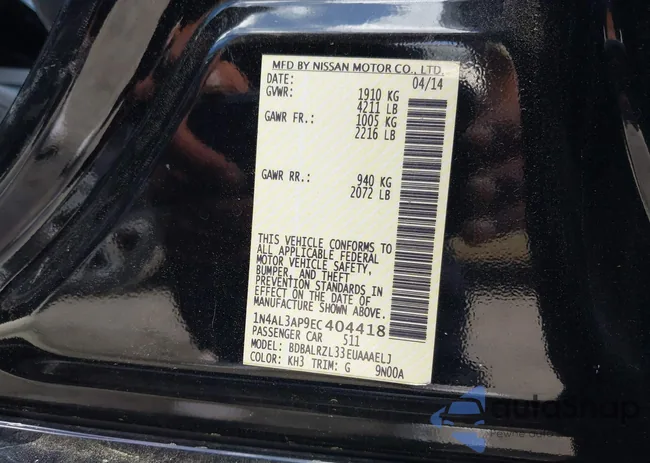 MFD BY NISSAN MOTOR CO., LTD.
DATE: 04/14
GVWR: 1910 KG
4211 LB
GAWR FR.: 1005 KG
2216 LB
GAWR RR.: 940 KG
2072 LB
THIS VEHICLE CONFORMS TO
ALL APPLICABLE FEDERAL
MOTOR VEHICLE SAFETY,
BUMPER, AND THEFT
PREVENTION STANDARDS IN
EFFECT ON THE DATE OF
MANUFACTURE SHOWN ABOVE.
1N4AL3AP9EC404418
PASSENGER CAR 511
MODEL: BDBALRZL33EUAAAELJ
COLOR: KH3 TRIM: G 9N00A
autaSnap
Pewne auta